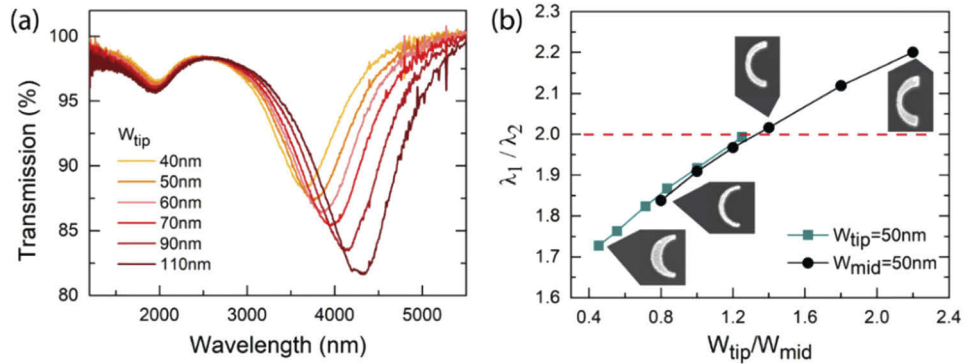 (a)
100
95
90
85
80
Transmission (%)
W_tip
40nm
50nm
60nm
70nm
90nm
110nm
2000 3000 4000 5000
Wavelength (nm)
(b)
2.3
2.2
2.1
2.0
1.9
1.8
1.7
1.6
λ₁ / λ₂
W_tip=50nm
W_mid=50nm
0.4 0.8 1.2 1.6 2.0 2.4
W_tip/W_mid